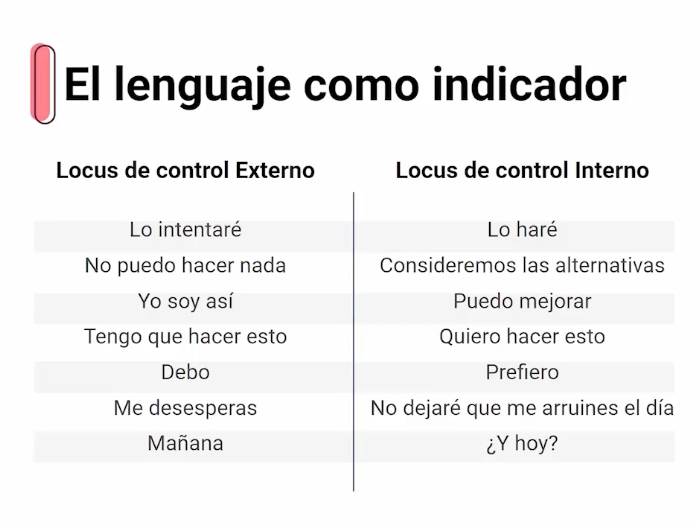 El lenguaje como indicador
Locus de control Externo Locus de control Interno
Lo intentaré Lo haré
No puedo hacer nada Consideremos las alternativas
Yo soy así Puedo mejorar
Tengo que hacer esto Quiero hacer esto
Debo Prefiero
Me desesperas No dejaré que me arruines el día
Mañana ¿Y hoy?